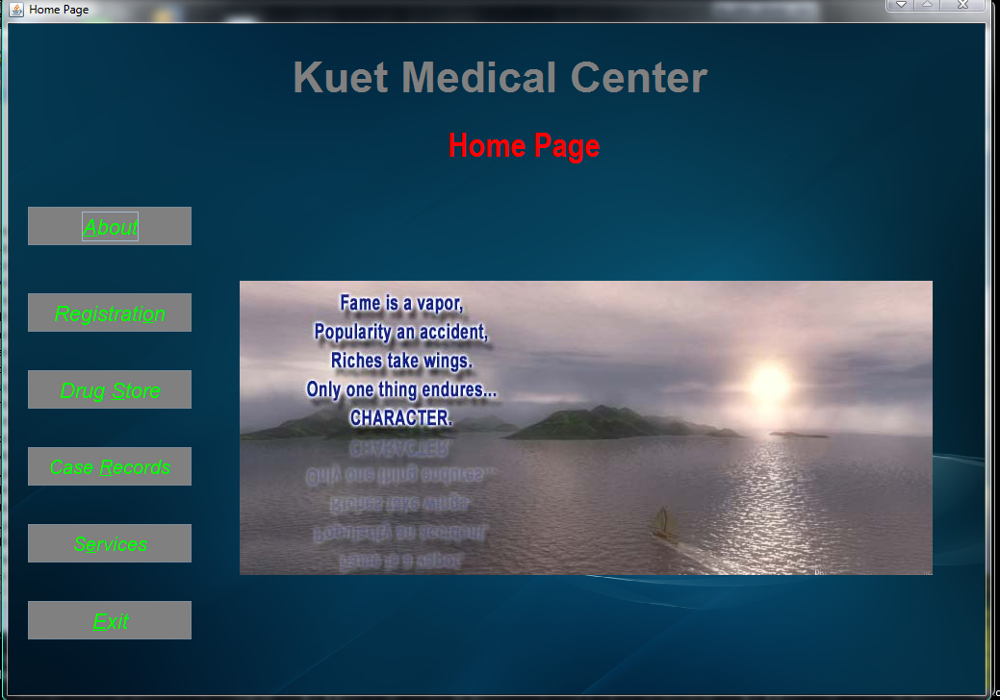 Home Page
Kuet Medical Center
Home Page
About
Registration
Drug Store
Case Records
Services
Exit
Fame is a vapor,
Popularity an accident,
Riches take wings.
Only one thing endures...
CHARACTER.